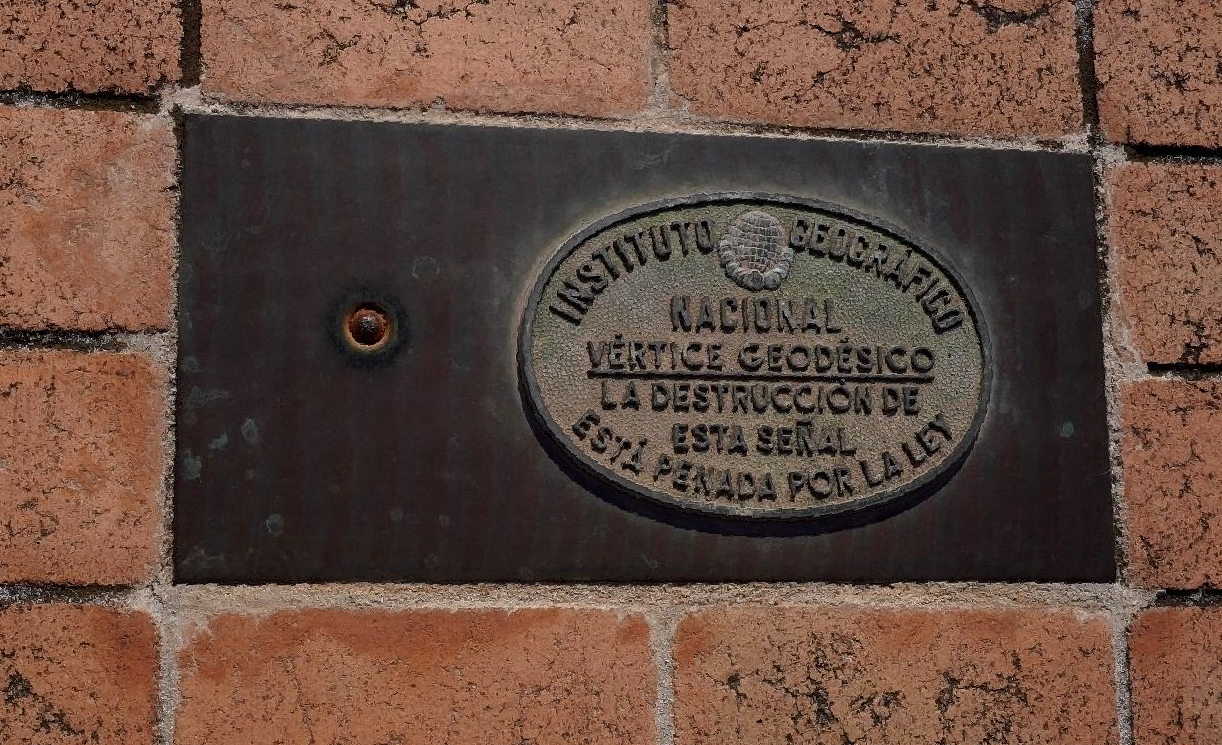 INSTITUTO GEOGRÁFICO
NACIONAL
VÉRTICE GEODÉSICO
LA DESTRUCCIÓN DE
ESTA SEÑAL
ESTÁ PENADA POR LA LEY